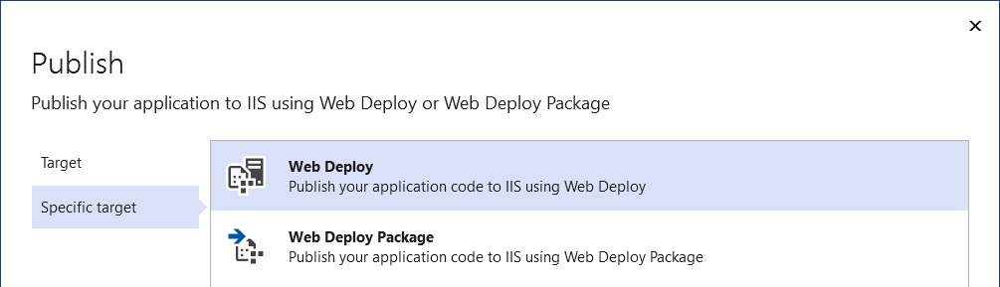 Publish
Publish your application to IIS using Web Deploy or Web Deploy Package
Target
Specific target
Web Deploy
Publish your application code to IIS using Web Deploy
Web Deploy Package
Publish your application code to IIS using Web Deploy Package